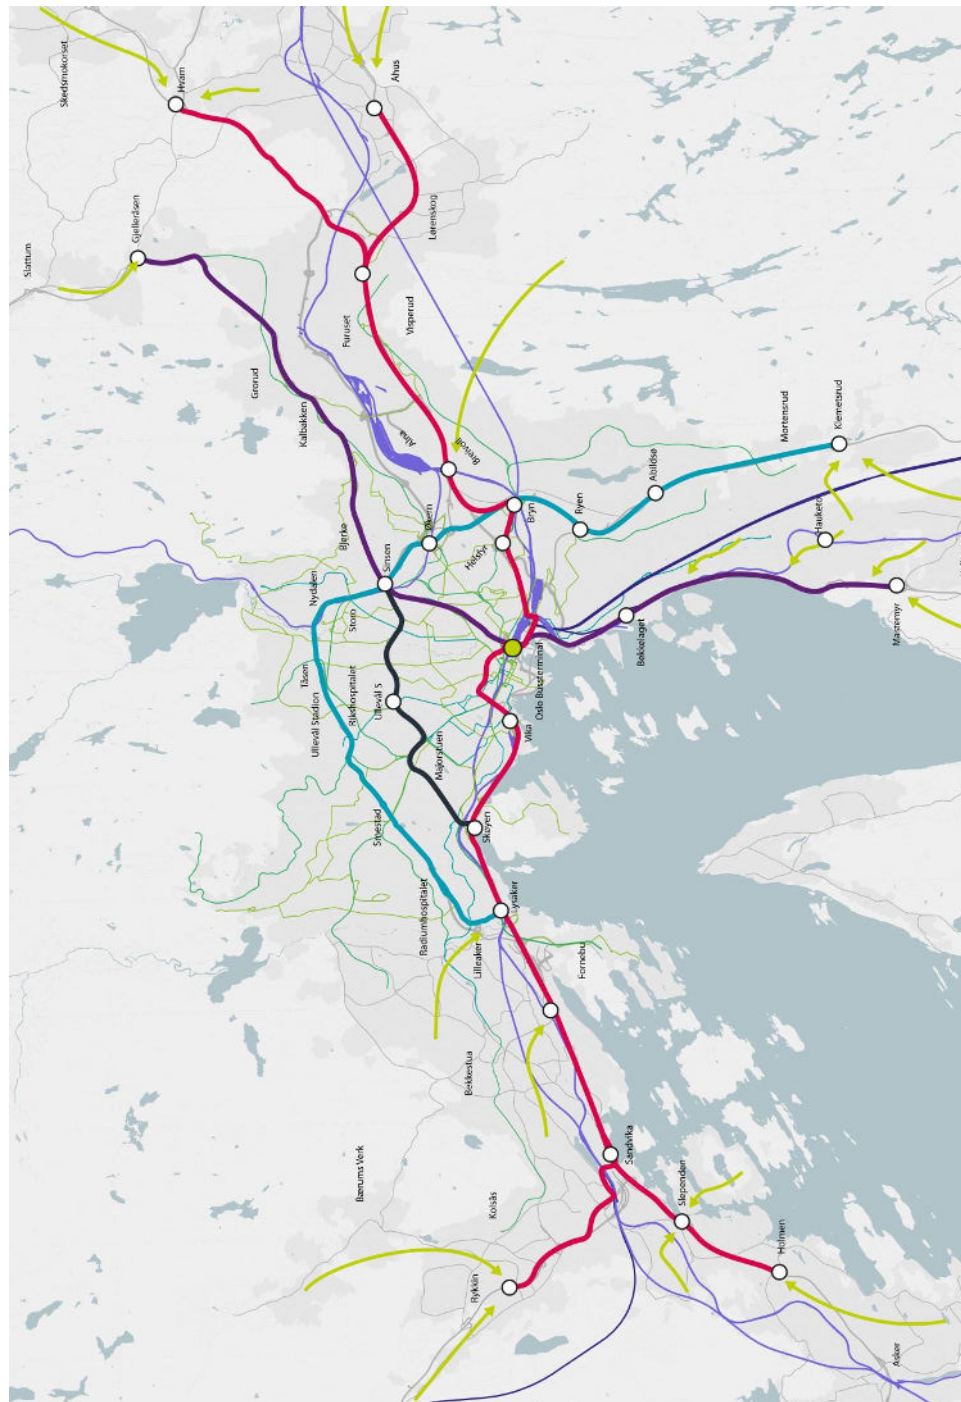 Skedsmokorset
Hvam
Ahus
Slattum
Gjelleråsen
Lørenskog
Furuset
Visperud
Grorud
Kalbakken
Alna
Breivoll
Mortensrud
Klemetsrud
Abildsø
Bjerke
Økern
Bryn
Ryen
Hauketo
Sinsen
Helsfyr
Nydalen
Storo
Bekkelaget
Mastemyr
Tåsen
Rikshospitalet
Ullevål S
Oslo Bussterminal
Ullevål Stadion
Majorstuen
Vika
Smestad
Skøyen
Radiumhospitalet
Lysaker
Lilleaker
Fornebu
Bekkestua
Bærums Verk
Sandvika
Kolsås
Slependen
Rykkin
Holmen
Asker